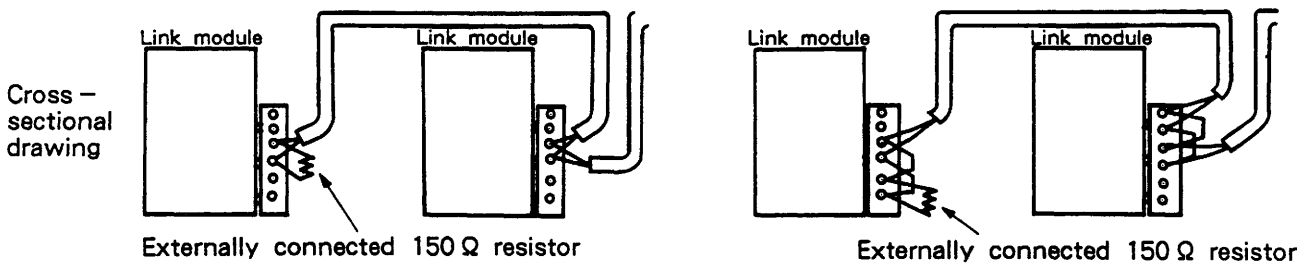 Link module
Link module
Link module
Link module
Cross –
sectional
drawing
Externally connected 150 Ω resistor
Externally connected 150 Ω resistor